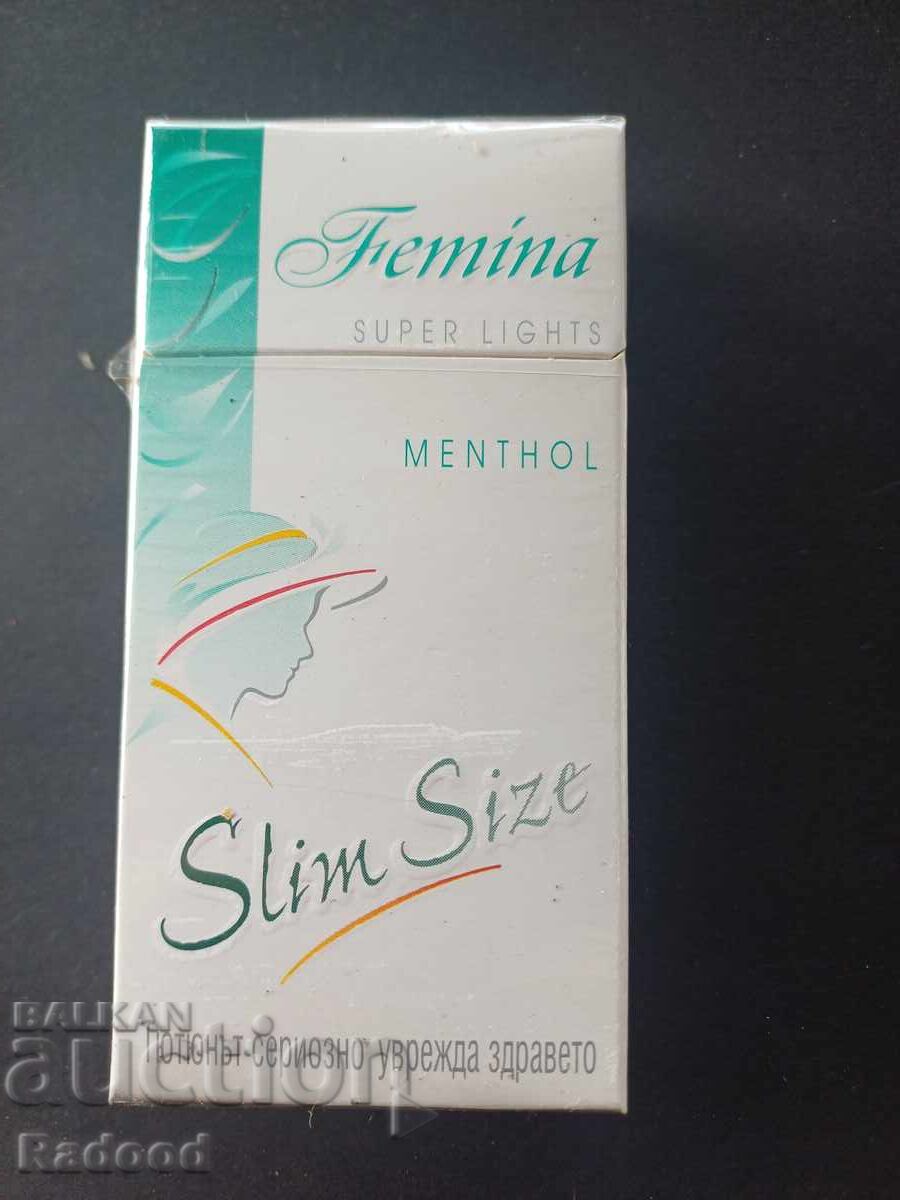 Femina
SUPER LIGHTS
MENTHOL
Slim Size
BALKAN
auction
Тютюнът сериозно уврежда здравето
Radood